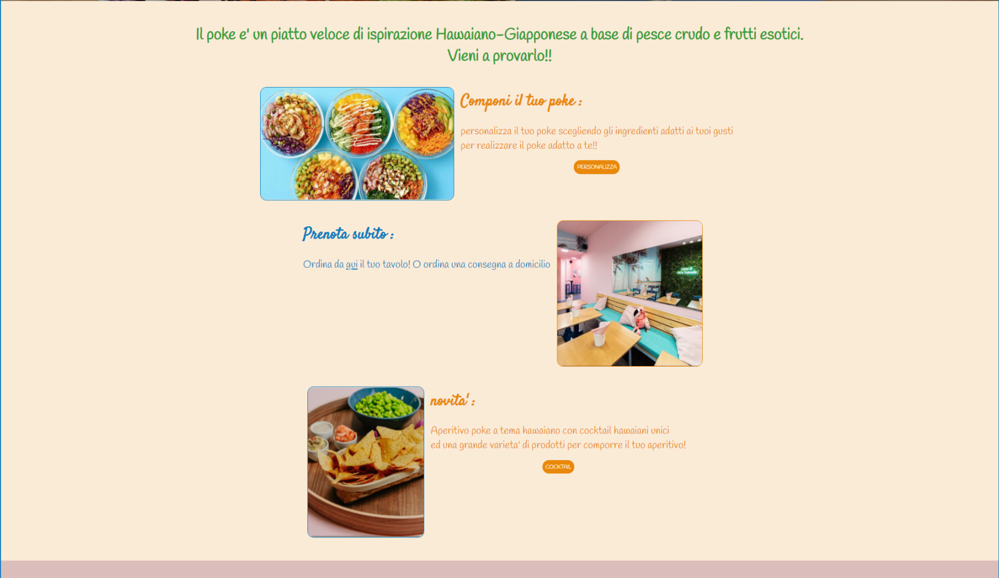 Il poke e' un piatto veloce di ispirazione Hawaiano-Giapponese a base di pesce crudo e frutti esotici.
Vieni a provarlo!!
Componi il tuo poke :
personalizza il tuo poke scegliendo gli ingredienti adatti ai tuoi gusti
per realizzare il poke adatto a te!!
PERSONALIZZA
Prenota subito :
Ordina da qui il tuo tavolo! O ordina una consegna a domicilio
novita' :
Aperitivo poke a tema hawaiano con cocktail hawaiani unici
ed una grande varieta' di prodotti per comporre il tuo aperitivo!
COCKTAIL